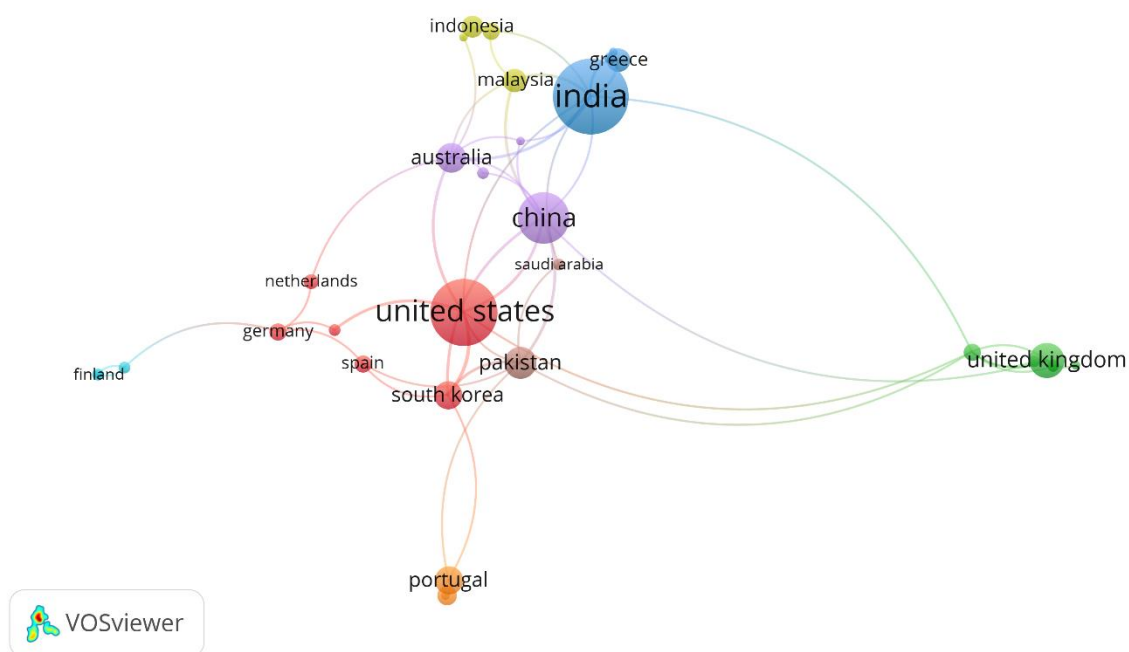 indonesia
greece
malaysia
india
australia
china
saudi arabia
netherlands
united states
germany
spain
pakistan
united kingdom
finland
south korea
portugal
VOSviewer